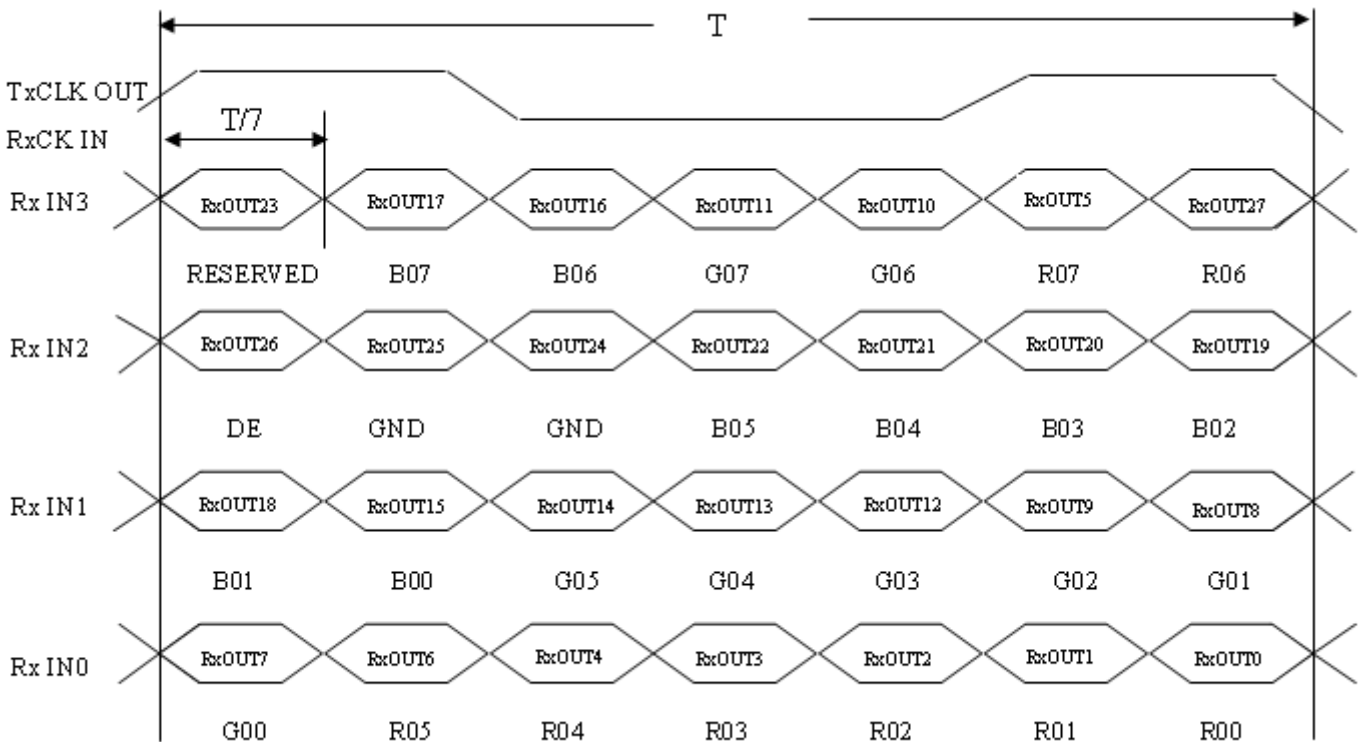 T
TxCLK OUT
T/7
RxCK IN
Rx IN3 RxOUT23 RxOUT17 RxOUT16 RxOUT11 RxOUT10 RxOUT5 RxOUT27
RESERVED B07 B06 G07 G06 R07 R06
Rx IN2 RxOUT26 RxOUT25 RxOUT24 RxOUT22 RxOUT21 RxOUT20 RxOUT19
DE GND GND B05 B04 B03 B02
Rx IN1 RxOUT18 RxOUT15 RxOUT14 RxOUT13 RxOUT12 RxOUT9 RxOUT8
B01 B00 G05 G04 G03 G02 G01
Rx IN0 RxOUT7 RxOUT6 RxOUT4 RxOUT3 RxOUT2 RxOUT1 RxOUT0
G00 R05 R04 R03 R02 R01 R00